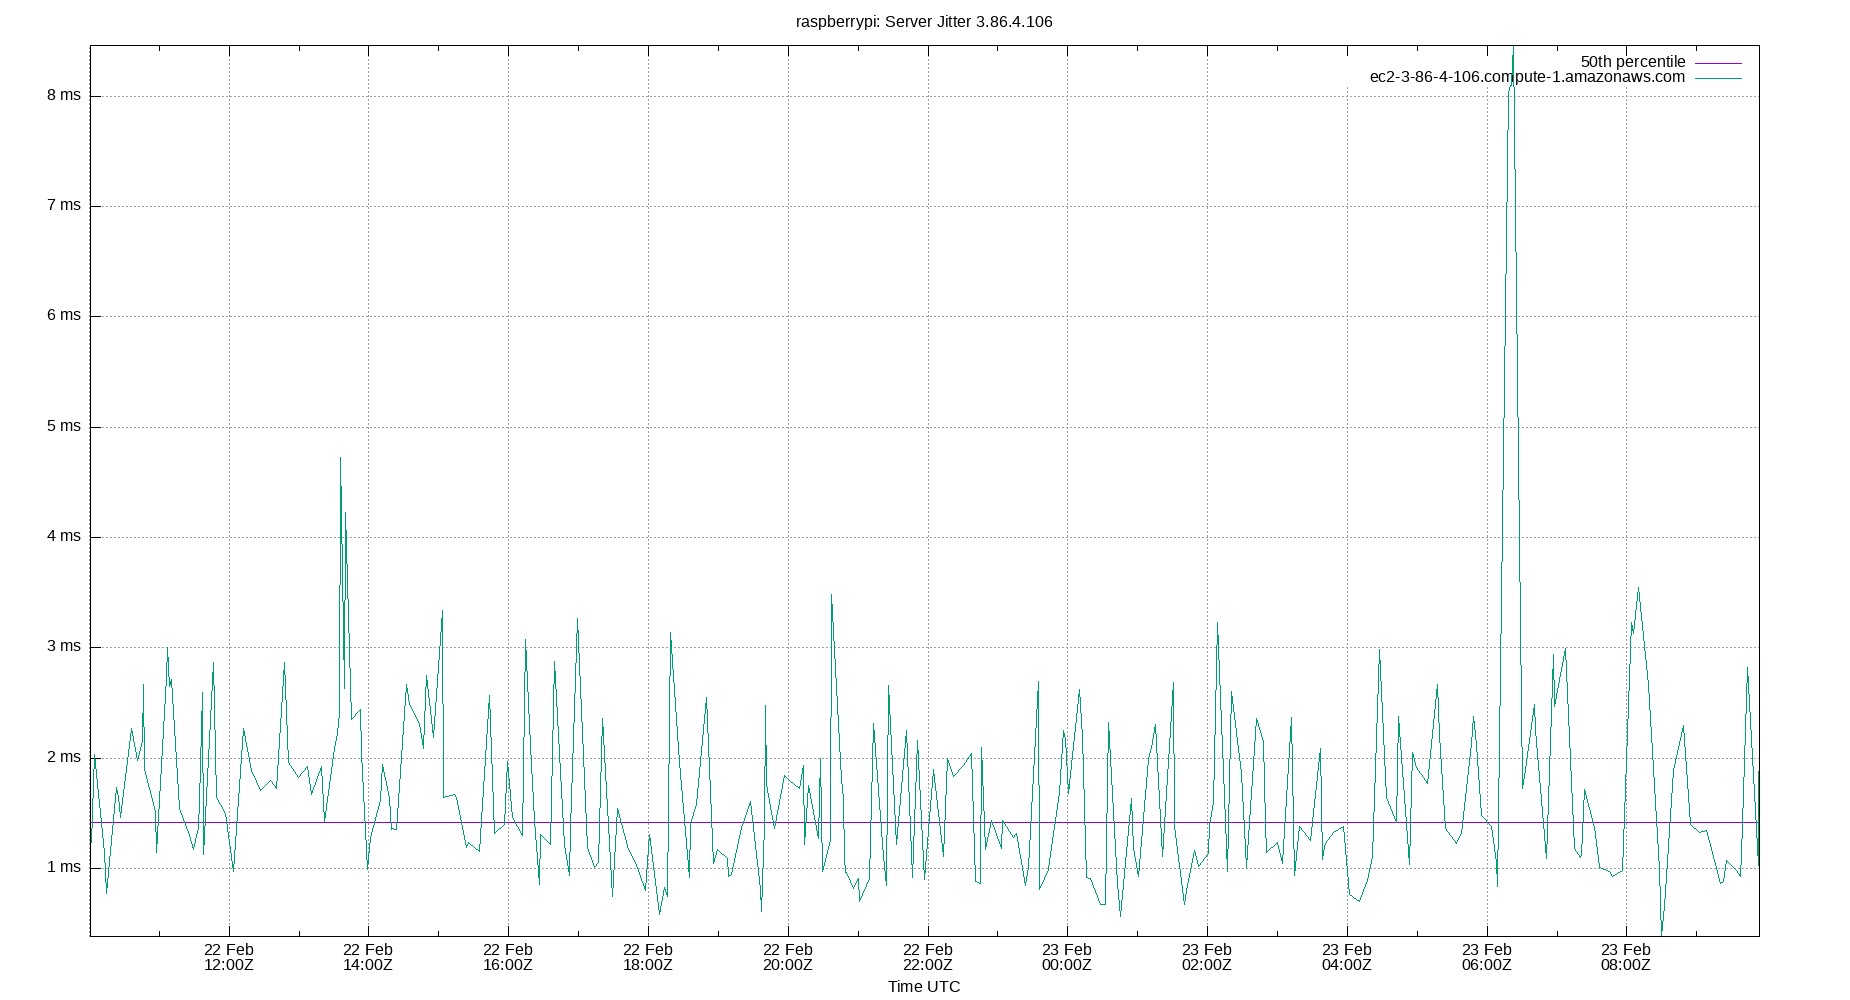 raspberrypi: Server Jitter 3.86.4.106
50th percentile
ec2-3-86-4-106.compute-1.amazonaws.com
8 ms
7 ms
6 ms
5 ms
4 ms
3 ms
2 ms
1 ms
22 Feb 22 Feb 22 Feb 22 Feb 22 Feb 22 Feb 23 Feb 23 Feb 23 Feb 23 Feb 23 Feb
12:00Z 14:00Z 16:00Z 18:00Z 20:00Z 22:00Z 00:00Z 02:00Z 04:00Z 06:00Z 08:00Z
Time UTC